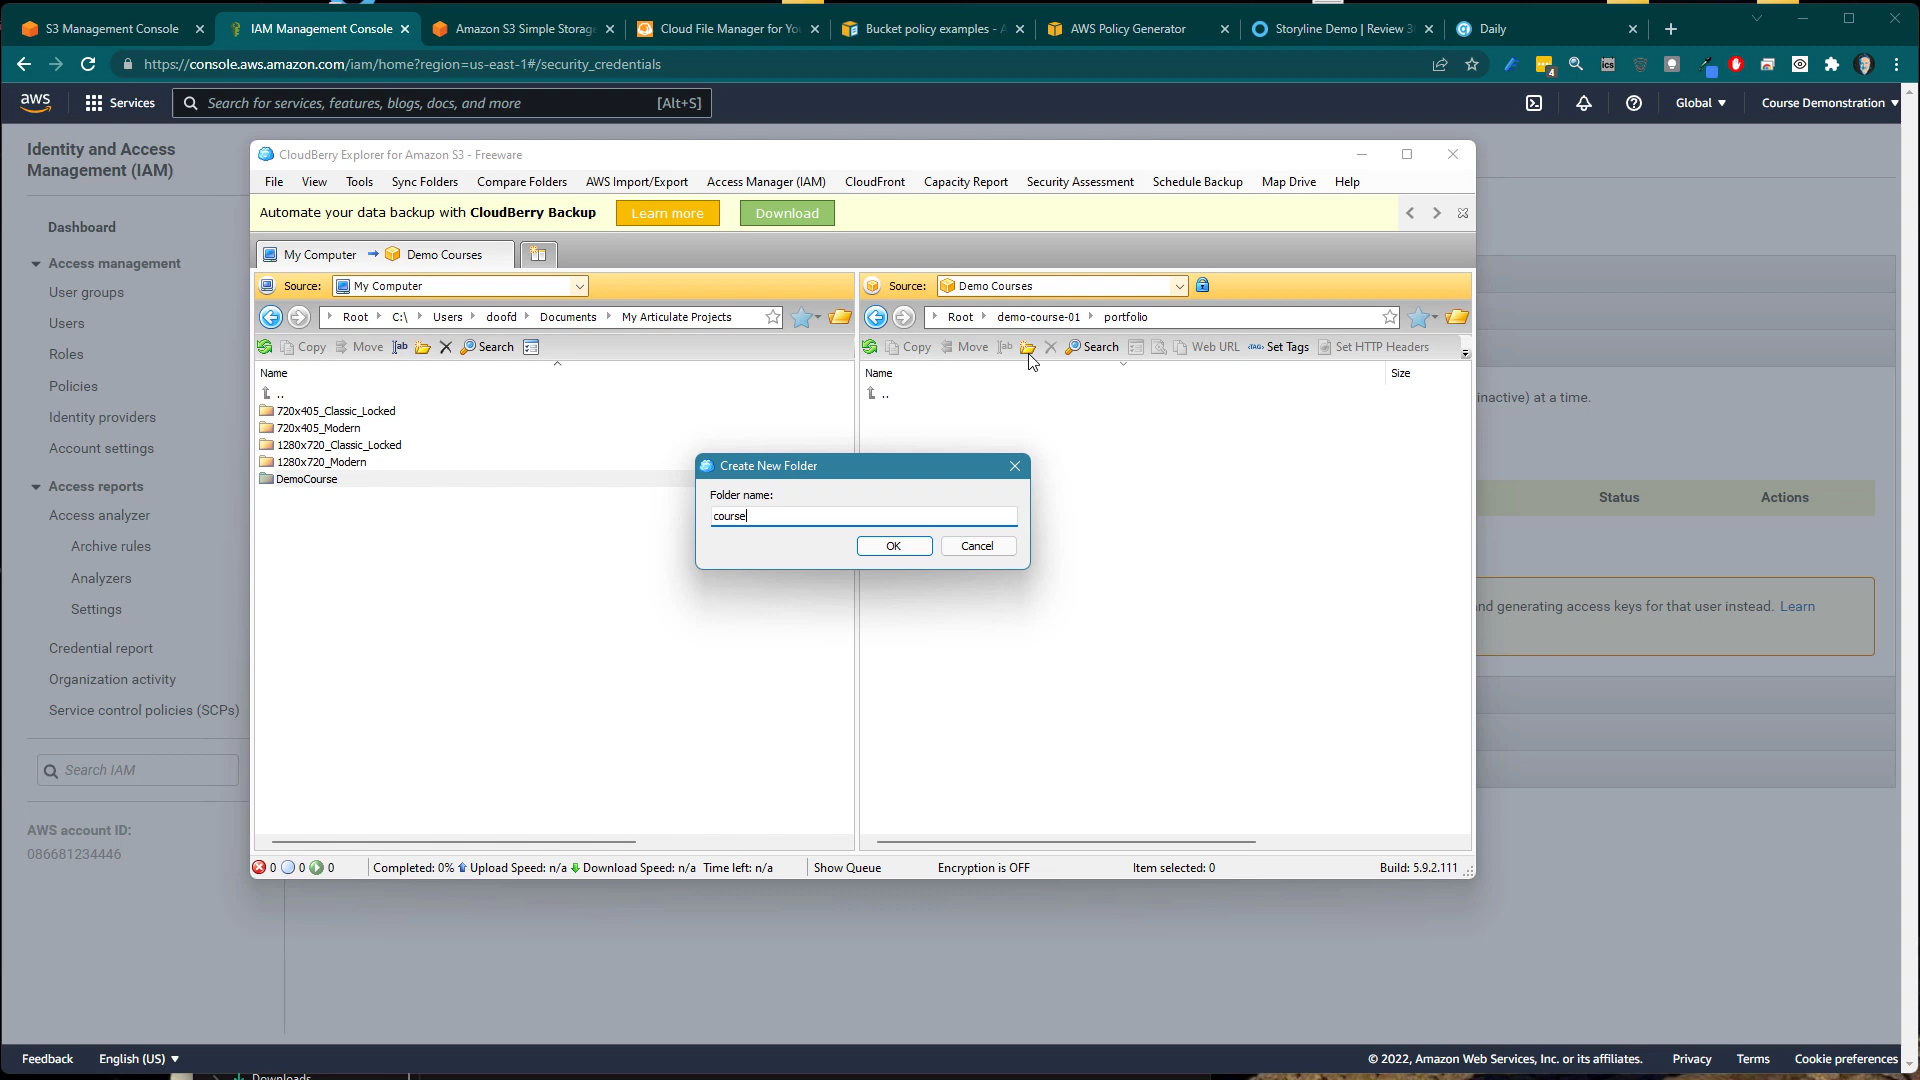 S3 Management Console
IAM Management Console
Amazon S3 Simple Storage
Cloud File Manager for You
Bucket policy examples - A
AWS Policy Generator
Storyline Demo | Review 3
Daily
https://console.aws.amazon.com/iam/home?region=us-east-1#/security_credentials
4
ics
aws
Services
Search for services, features, blogs, docs, and more
[Alt+S]
Global
Course Demonstration
Identity and Access
Management (IAM)
Dashboard
Access management
User groups
Users
Roles
Policies
Identity providers
Account settings
Access reports
Access analyzer
Archive rules
Analyzers
Settings
Credential report
Organization activity
Service control policies (SCPs)
Search IAM
AWS account ID:
086681234446
CloudBerry Explorer for Amazon S3 - Freeware
File View Tools Sync Folders Compare Folders AWS Import/Export Access Manager (IAM) CloudFront Capacity Report Security Assessment Schedule Backup Map Drive Help
Automate your data backup with CloudBerry Backup
Learn more
Download
My Computer
Demo Courses
Source: My Computer
Root C:\ Users doofd Documents My Articulate Projects
Copy Move ab Search
Name
..
720x405_Classic_Locked
720x405_Modern
1280x720_Classic_Locked
1280x720_Modern
DemoCourse
Source: Demo Courses
Root demo-course-01 portfolio
Copy Move ab Search Web URL TAG Set Tags Set HTTP Headers
Name Size
..
Create New Folder
Folder name:
course
OK
Cancel
inactive) at a time.
Status Actions
nd generating access keys for that user instead. Learn
0 0 0
Completed: 0% Upload Speed: n/a Download Speed: n/a Time left: n/a
Show Queue
Encryption is OFF
Item selected: 0
Build: 5.9.2.111
Feedback
English (US)
© 2022, Amazon Web Services, Inc. or its affiliates.
Privacy
Terms
Cookie preferences
Downloads